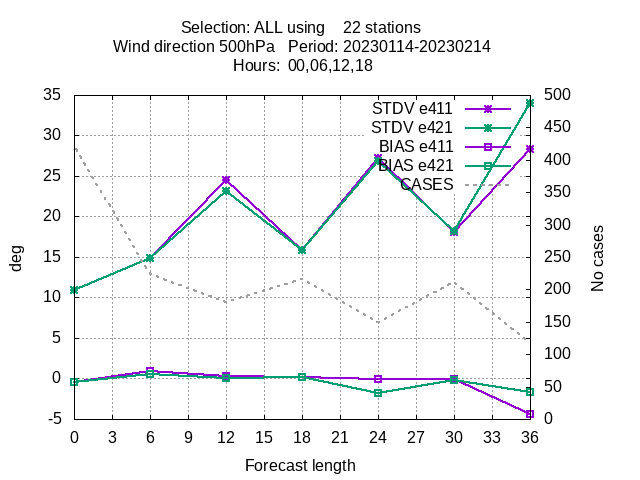 Selection: ALL using    22 stations
Wind direction 500hPa   Period: 20230114-20230214
Hours:  00,06,12,18
35
30
25
20
15
10
5
0
-5
500
450
400
350
300
250
200
150
100
50
0
STDV e411
STDV e421
BIAS e411
BIAS e421
CASES
deg
No cases
0 3 6 9 12 15 18 21 24 27 30 33 36
Forecast length